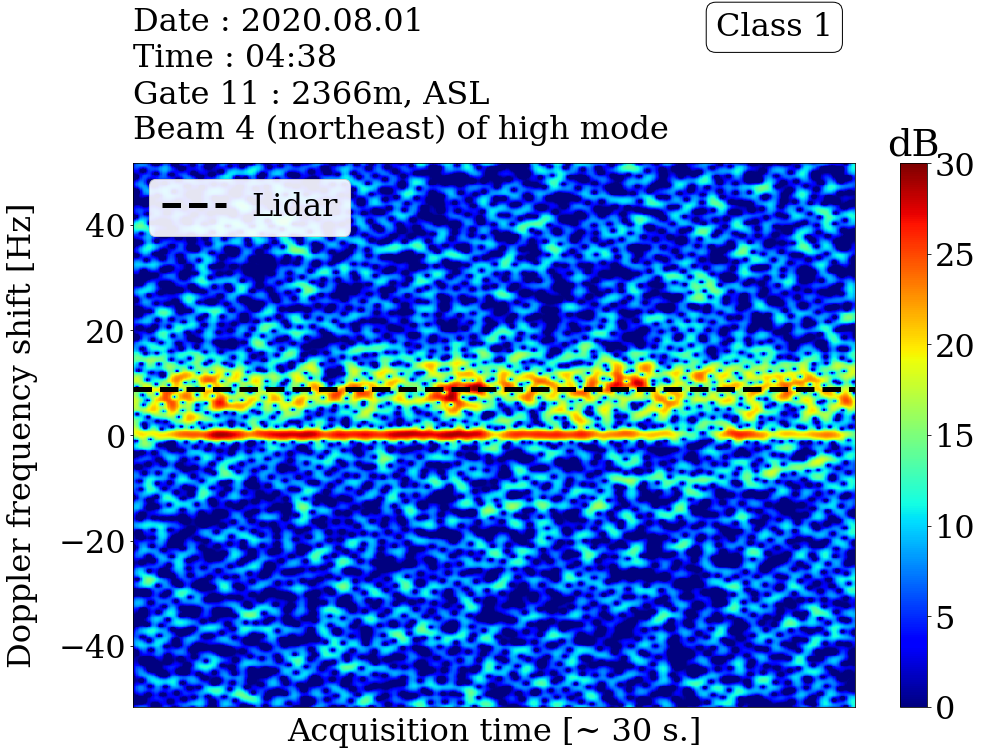 Date : 2020.08.01
Time : 04:38
Gate 11 : 2366m, ASL
Beam 4 (northeast) of high mode
Class 1
dB
Lidar
Doppler frequency shift [Hz]
40
20
0
−20
−40
Acquisition time [~ 30 s.]
30
25
20
15
10
5
0